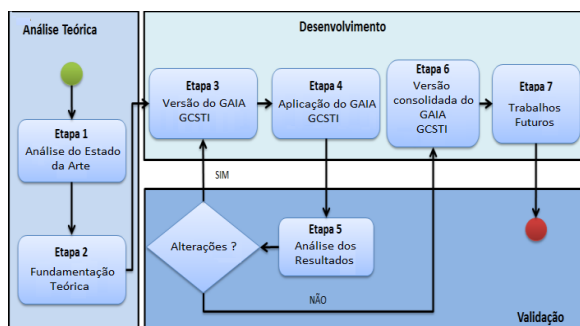 Análise Teórica
Etapa 1
Análise do Estado
da Arte
Etapa 2
Fundamentação
Teórica
Desenvolvimento
Etapa 3
Versão do GAIA
GCSTI
Etapa 4
Aplicação do GAIA
GCSTI
Etapa 6
Versão
consolidada do
GAIA
GCSTI
Etapa 7
Trabalhos
Futuros
SIM
Alterações ?
Etapa 5
Análise dos
Resultados
NÃO
Validação